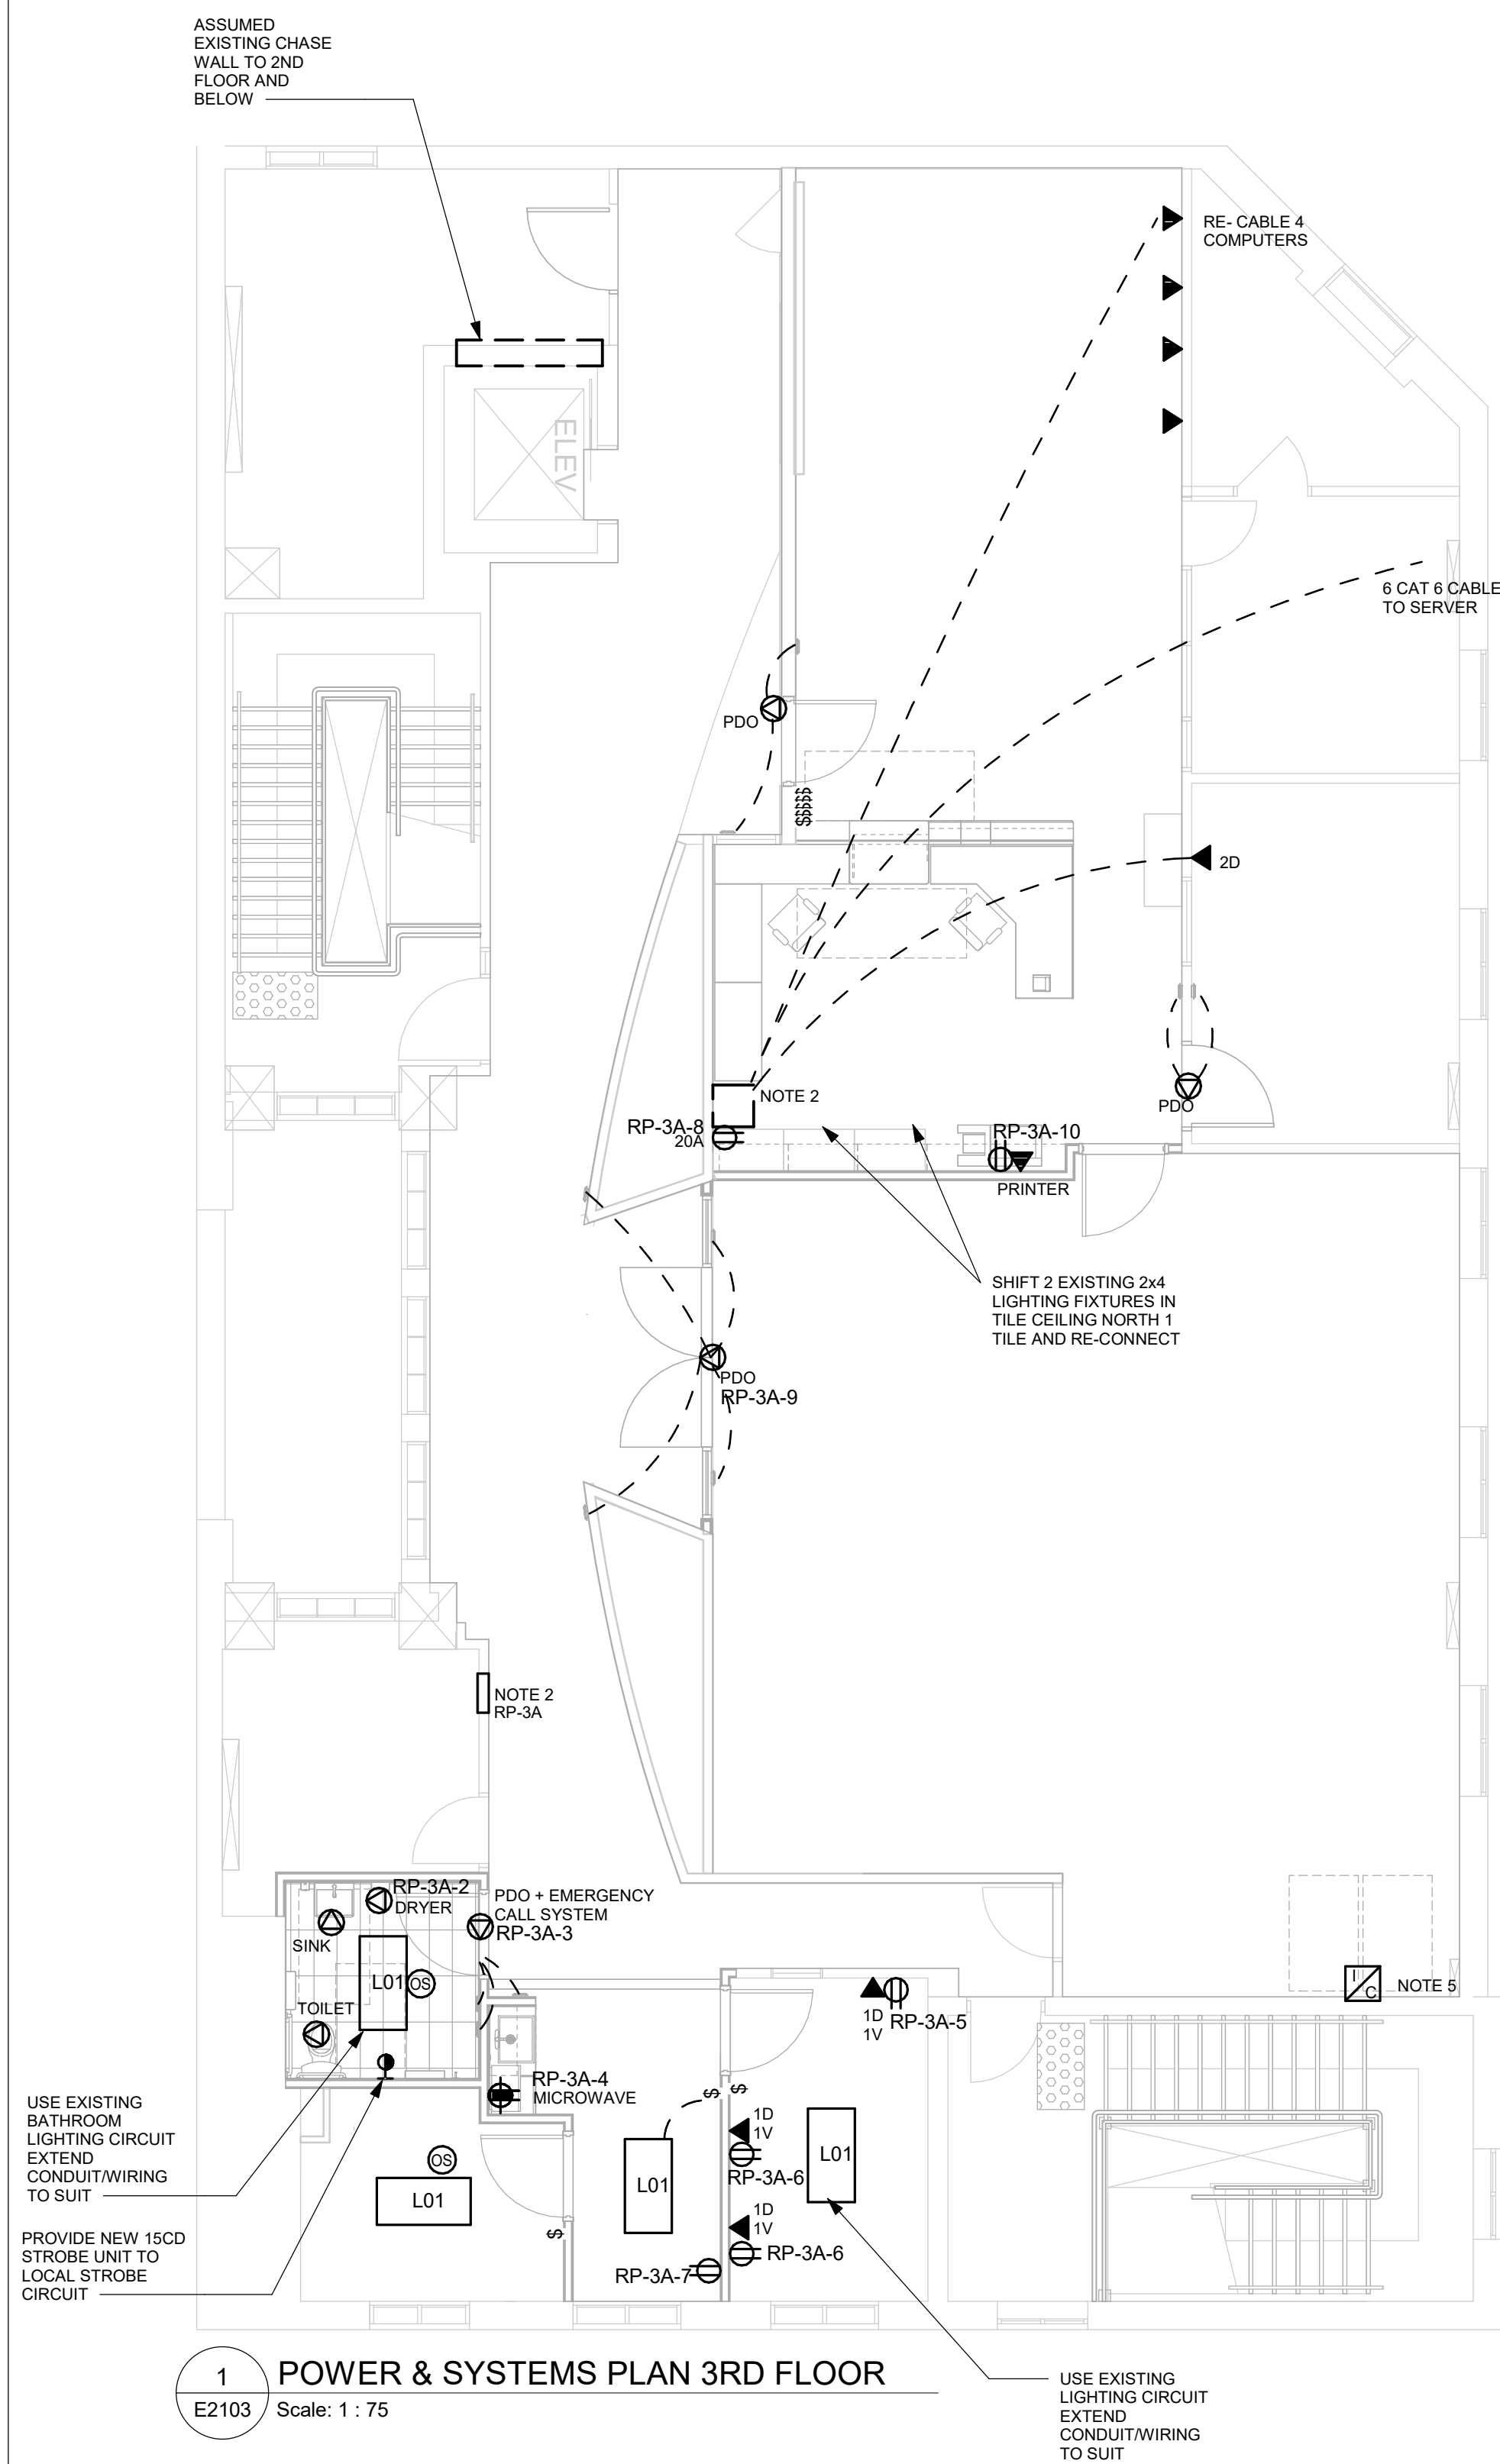 ASSUMED
EXISTING CHASE
WALL TO 2ND
FLOOR AND
BELOW
RE- CABLE 4
COMPUTERS
ELEV
6 CAT 6 CABLE
TO SERVER
PDO
$$$$$
2D
NOTE 2
PDO
RP-3A-8
20A
RP-3A-10
PRINTER
SHIFT 2 EXISTING 2x4
LIGHTING FIXTURES IN
TILE CEILING NORTH 1
TILE AND RE-CONNECT
PDO
RP-3A-9
NOTE 2
RP-3A
RP-3A-2
DRYER
PDO + EMERGENCY
CALL SYSTEM
RP-3A-3
SINK
L01
OS
TOILET
I
C
NOTE 5
1D
1V
RP-3A-5
RP-3A-4
MICROWAVE
$
$
1D
1V
RP-3A-6
L01
L01
OS
L01
$
1D
1V
RP-3A-6
RP-3A-7
USE EXISTING
BATHROOM
LIGHTING CIRCUIT
EXTEND
CONDUIT/WIRING
TO SUIT
PROVIDE NEW 15CD
STROBE UNIT TO
LOCAL STROBE
CIRCUIT
1
E2103
POWER & SYSTEMS PLAN 3RD FLOOR
Scale: 1 : 75
USE EXISTING
LIGHTING CIRCUIT
EXTEND
CONDUIT/WIRING
TO SUIT